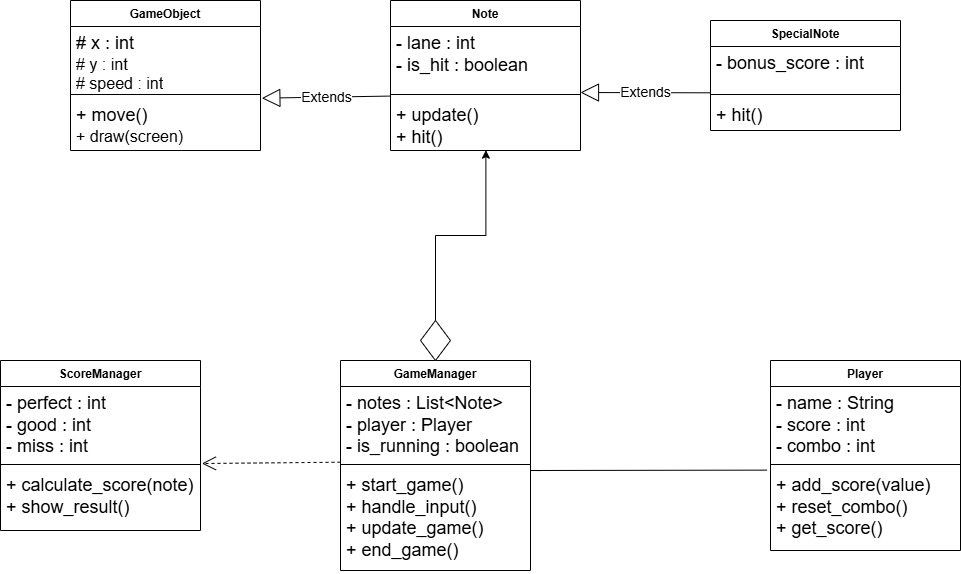 GameObject
# x : int
# y : int
# speed : int
+ move()
+ draw(screen)
Extends
Note
- lane : int
- is_hit : boolean
+ update()
+ hit()
Extends
SpecialNote
- bonus_score : int
+ hit()
ScoreManager
- perfect : int
- good : int
- miss : int
+ calculate_score(note)
+ show_result()
GameManager
- notes : List<Note>
- player : Player
- is_running : boolean
+ start_game()
+ handle_input()
+ update_game()
+ end_game()
Player
- name : String
- score : int
- combo : int
+ add_score(value)
+ reset_combo()
+ get_score()